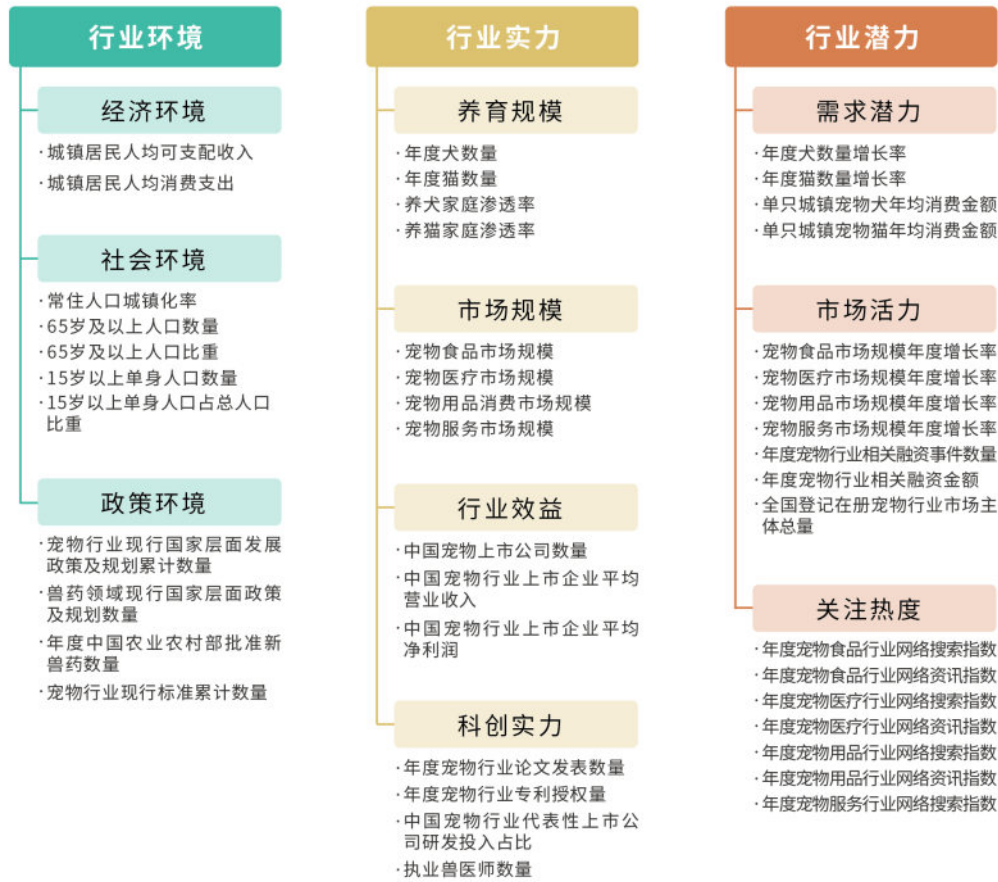 行业环境
经济环境
·城镇居民人均可支配收入
·城镇居民人均消费支出
社会环境
·常住人口城镇化率
·65岁及以上人口数量
·65岁及以上人口比重
·15岁以上单身人口数量
·15岁以上单身人口占总人口
比重
政策环境
·宠物行业现行国家层面发展
政策及规划累计数量
·兽药领域现行国家层面政策
及规划数量
·年度中国农业农村部批准新
兽药数量
·宠物行业现行标准累计数量
行业实力
养育规模
·年度犬数量
·年度猫数量
·养犬家庭渗透率
·养猫家庭渗透率
市场规模
·宠物食品市场规模
·宠物医疗市场规模
·宠物用品消费市场规模
·宠物服务市场规模
行业效益
·中国宠物上市公司数量
·中国宠物行业上市企业平均
营业收入
·中国宠物行业上市企业平均
净利润
科创实力
·年度宠物行业论文发表数量
·年度宠物行业专利授权量
·中国宠物行业代表性上市公
司研发投入占比
·执业兽医师数量
行业潜力
需求潜力
·年度犬数量增长率
·年度猫数量增长率
·单只城镇宠物犬年均消费金额
·单只城镇宠物猫年均消费金额
市场活力
·宠物食品市场规模年度增长率
·宠物医疗市场规模年度增长率
·宠物用品市场规模年度增长率
·宠物服务市场规模年度增长率
·年度宠物行业相关融资事件数量
·年度宠物行业相关融资金额
·全国登记在册宠物行业市场主
体总量
关注热度
·年度宠物食品行业网络搜索指数
·年度宠物食品行业网络资讯指数
·年度宠物医疗行业网络搜索指数
·年度宠物医疗行业网络资讯指数
·年度宠物用品行业网络搜索指数
·年度宠物用品行业网络资讯指数
·年度宠物服务行业网络搜索指数